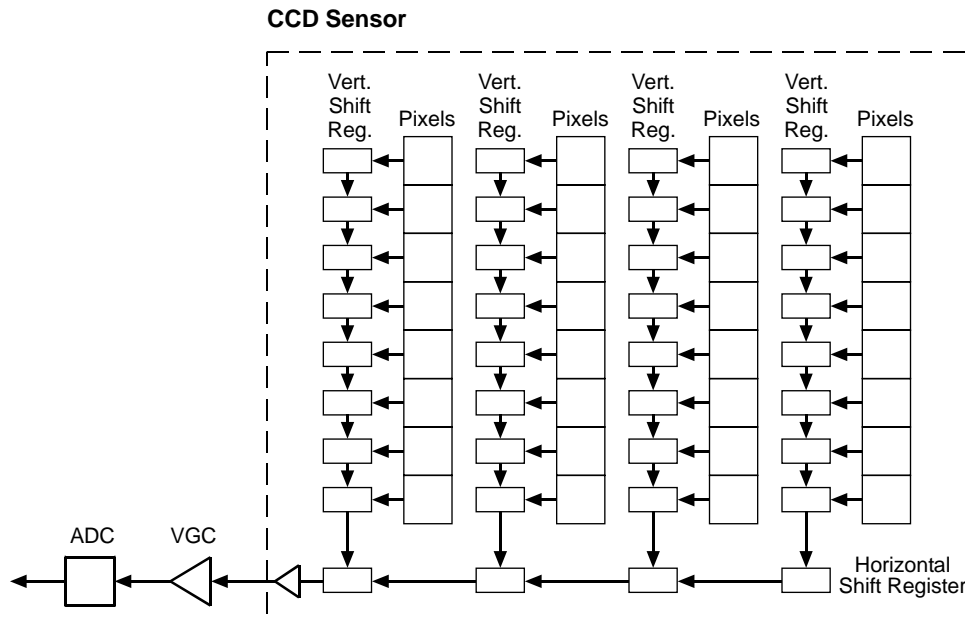 CCD Sensor
Vert.
Shift
Reg.
Pixels
Vert.
Shift
Reg.
Pixels
Vert.
Shift
Reg.
Pixels
Vert.
Shift
Reg.
Pixels
ADC
VGC
Horizontal
Shift Register